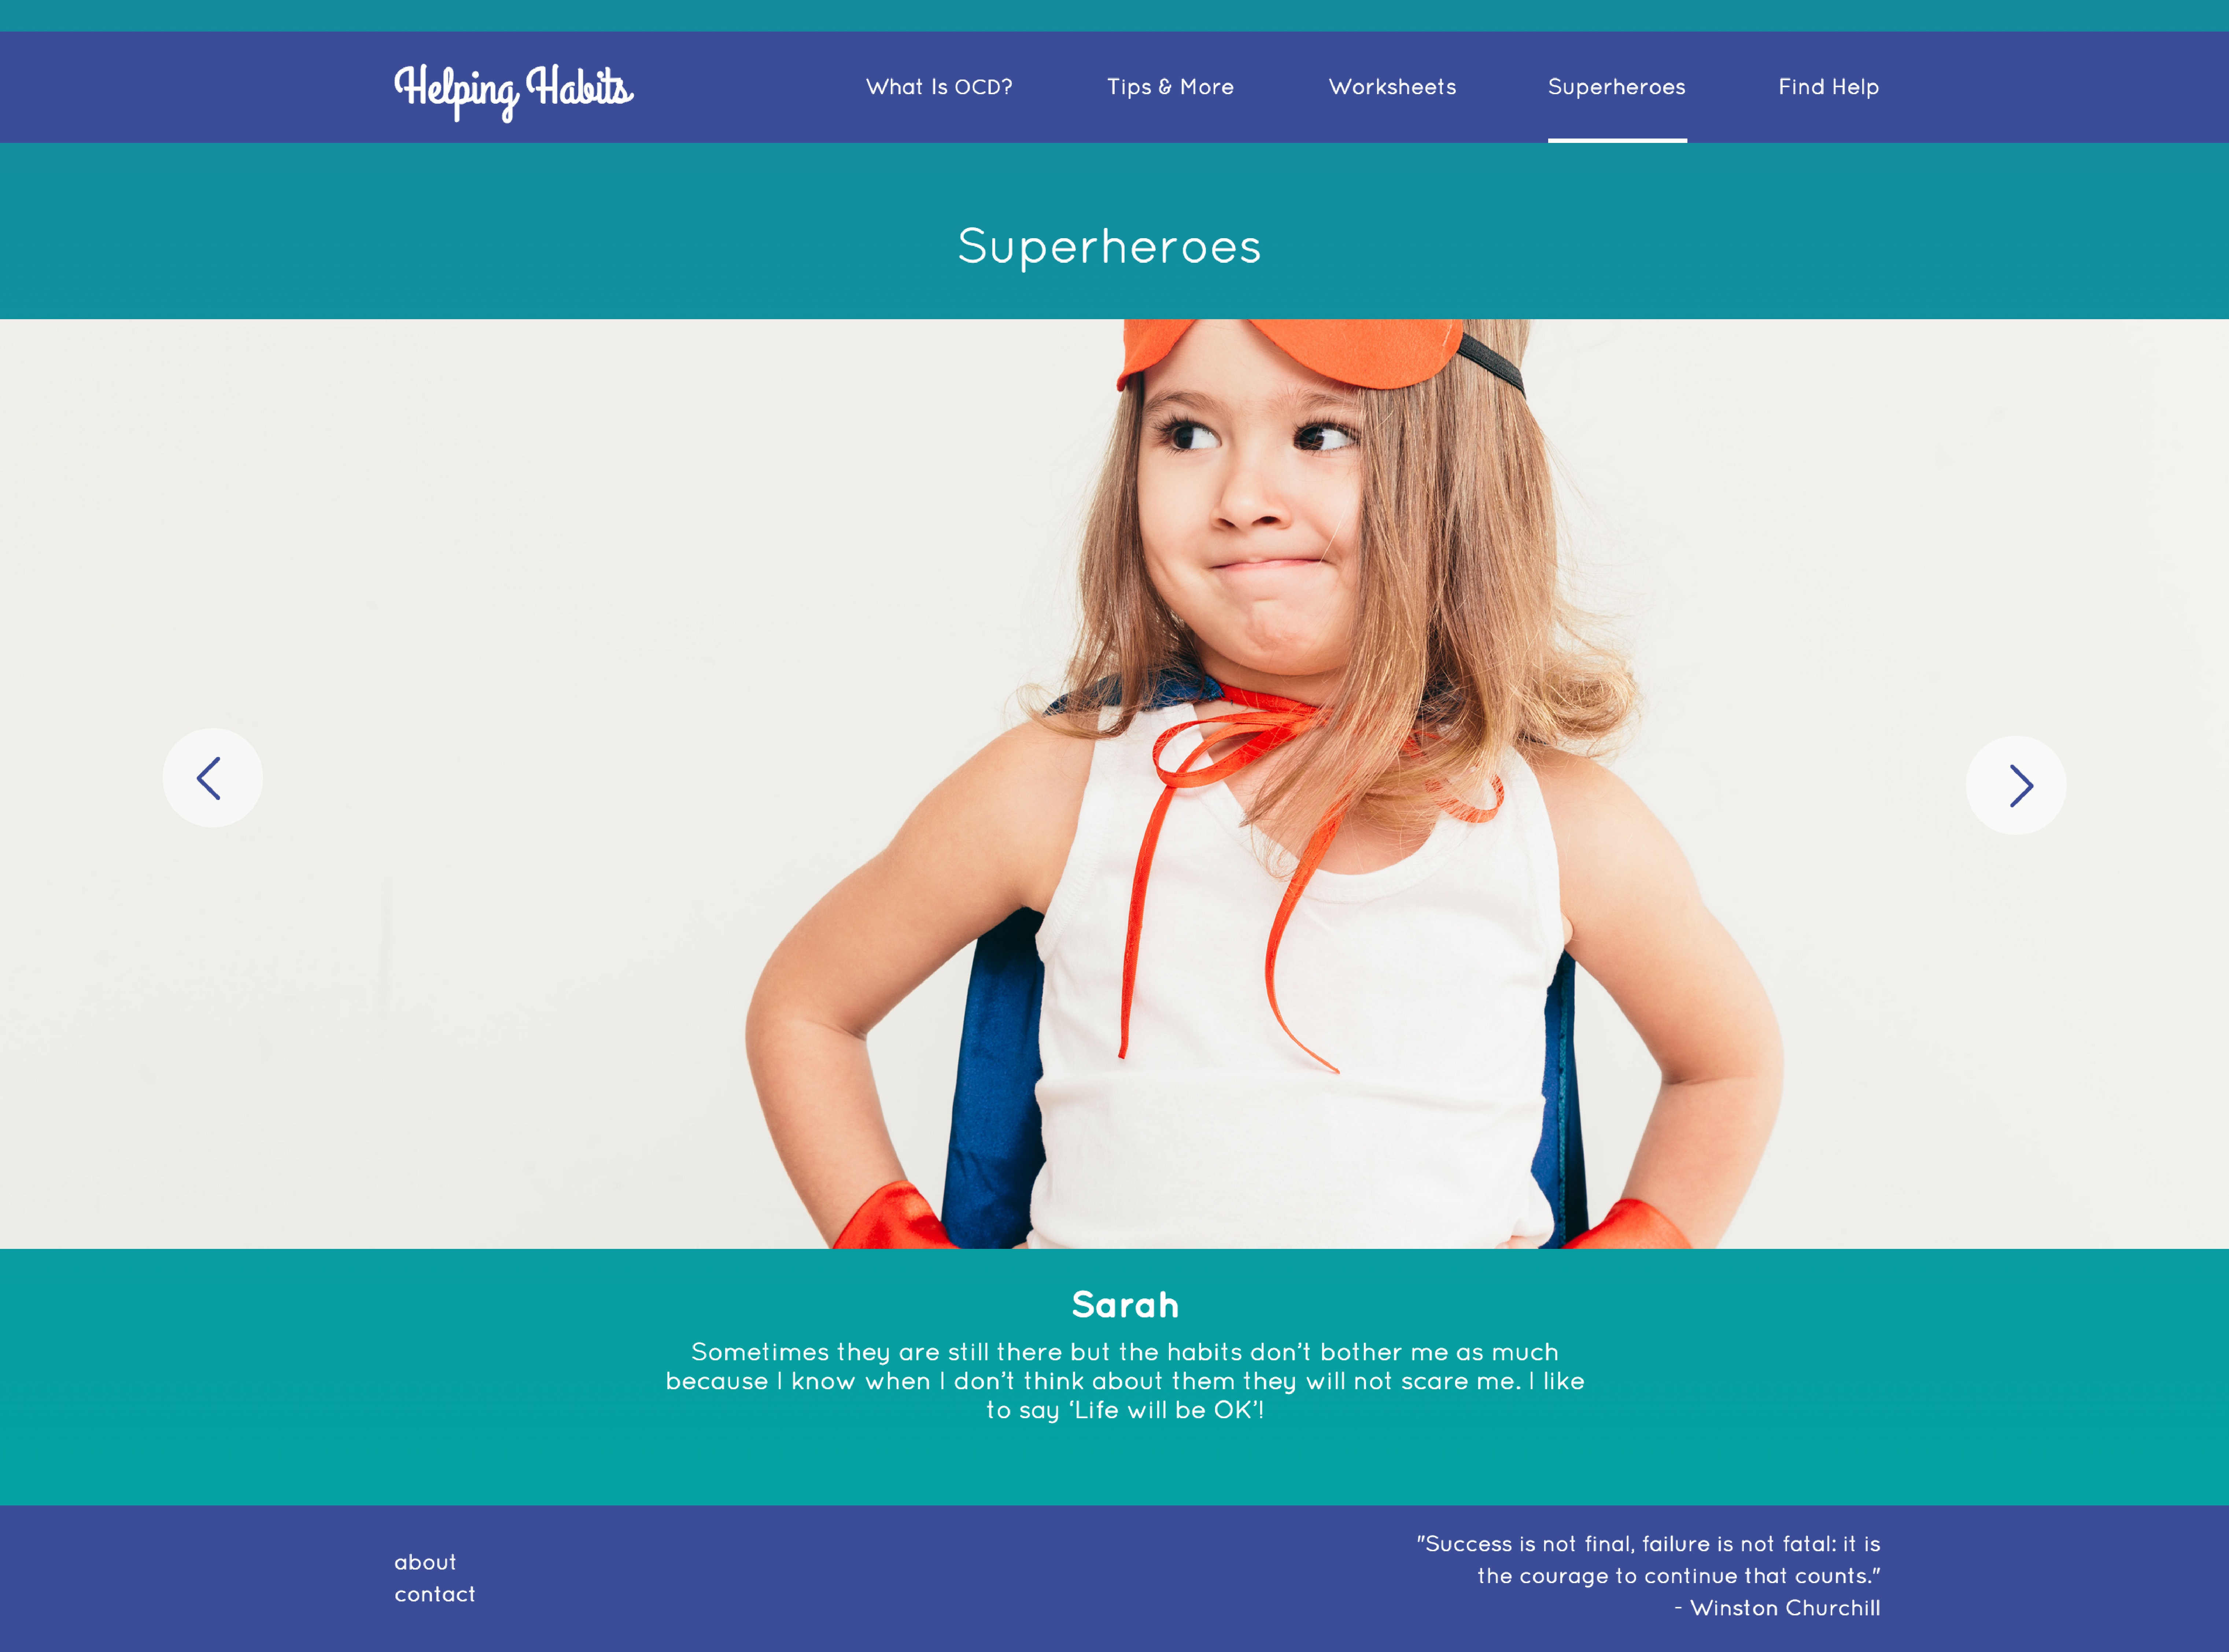 Helping Habits
What Is OCD?
Tips & More
Worksheets
Superheroes
Find Help
Superheroes
Sarah
Sometimes they are still there but the habits don’t bother me as much
because I know when I don’t think about them they will not scare me. I like
to say ‘Life will be OK’!
about
contact
"Success is not final, failure is not fatal: it is
the courage to continue that counts."
- Winston Churchill